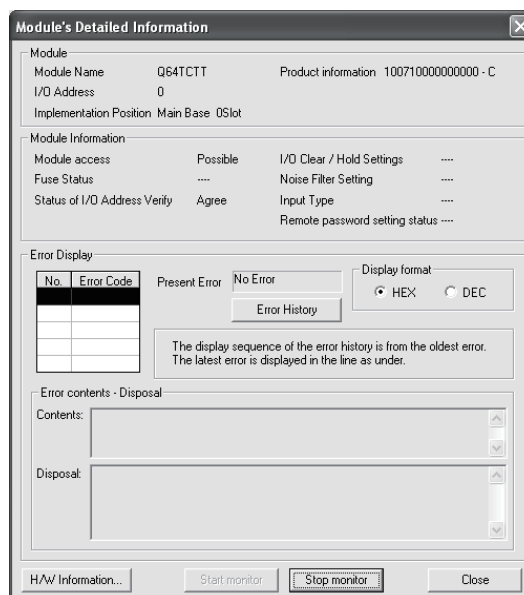 Module's Detailed Information
Module
Module Name Q64TCTT Product information 100710000000000 - C
I/O Address 0
Implementation Position Main Base 0Slot
Module Information
Module access Possible I/O Clear / Hold Settings ----
Fuse Status ---- Noise Filter Setting ----
Status of I/O Address Verify Agree Input Type ----
Remote password setting status ----
Error Display
Display format
No. Error Code Present Error No Error HEX DEC
Error History
The display sequence of the error history is from the oldest error.
The latest error is displayed in the line as under.
Error contents - Disposal
Contents:
Disposal:
H/W Information... Start monitor Stop monitor Close